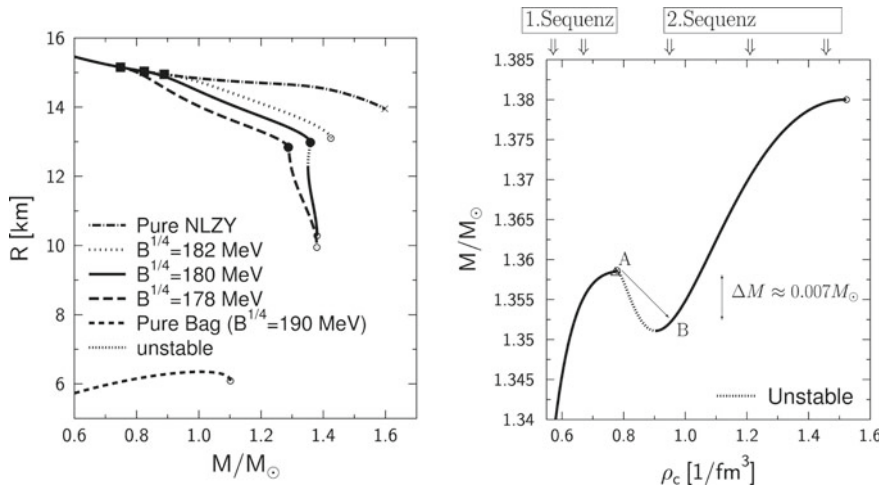 16
15
14
13
12
10
8
6
R [km]
Pure NLZY
B^1/4=182 MeV
B^1/4=180 MeV
B^1/4=178 MeV
Pure Bag (B^1/4=190 MeV)
unstable
0.6 0.8 1.0 1.2 1.4 1.6
M/M⊙
1.Sequenz 2.Sequenz
1.385
1.38
1.375
1.37
1.365
1.36
1.355
1.35
1.345
1.34
M/M⊙
A
B
ΔM ≈ 0.007M⊙
Unstable
0.6 0.8 1.0 1.2 1.4 1.6
ρc [1/fm³]